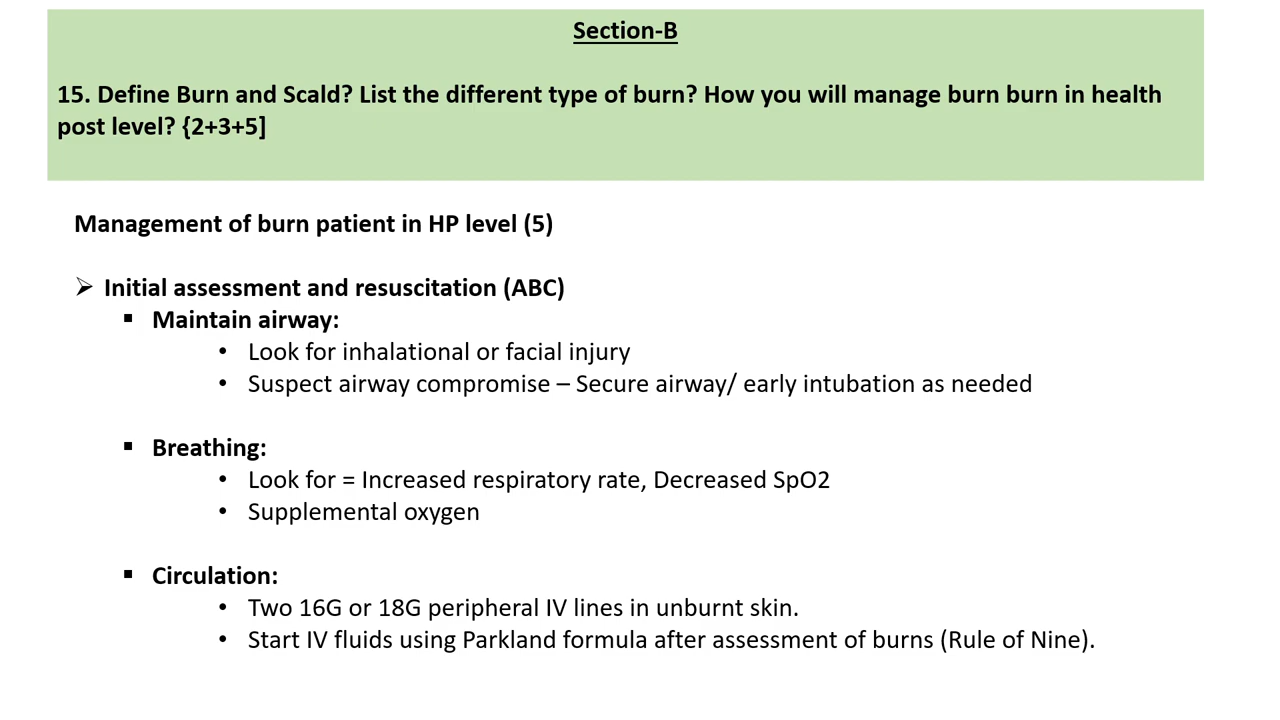 Section-B
15. Define Burn and Scald? List the different type of burn? How you will manage burn burn in health
post level? {2+3+5]
Management of burn patient in HP level (5)
➢ Initial assessment and resuscitation (ABC)
▪ Maintain airway:
• Look for inhalational or facial injury
• Suspect airway compromise – Secure airway/ early intubation as needed
▪ Breathing:
• Look for = Increased respiratory rate, Decreased SpO2
• Supplemental oxygen
▪ Circulation:
• Two 16G or 18G peripheral IV lines in unburnt skin.
• Start IV fluids using Parkland formula after assessment of burns (Rule of Nine).